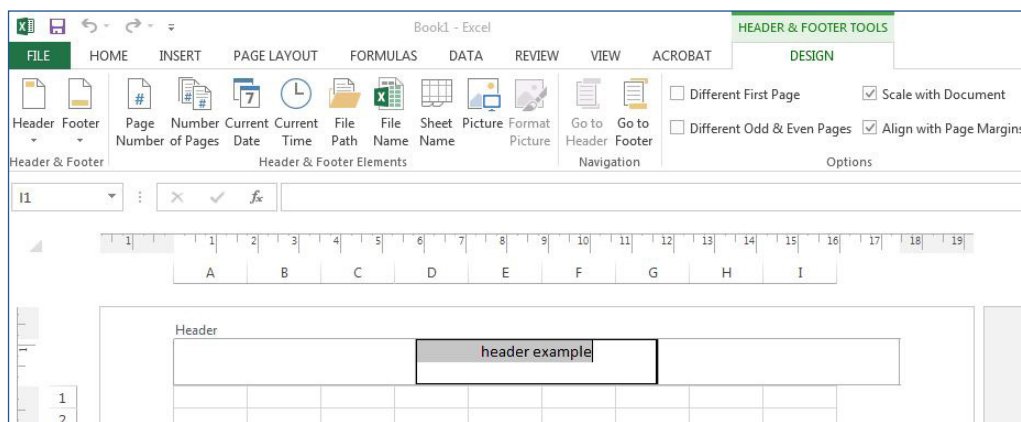 Book1 - Excel
HEADER & FOOTER TOOLS
FILE HOME INSERT PAGE LAYOUT FORMULAS DATA REVIEW VIEW ACROBAT DESIGN
Different First Page Scale with Document
Header Footer Page Number Current Current File File Sheet Picture Format Go to Go to
Different Odd & Even Pages Align with Page Margins
Number of Pages Date Time Path Name Name Picture Header Footer
Header & Footer Header & Footer Elements Navigation Options
I1 fx
1 1 2 3 4 5 6 7 8 9 10 11 12 13 14 15 16 17 18 19
A B C D E F G H I
Header
header example
1
1
2